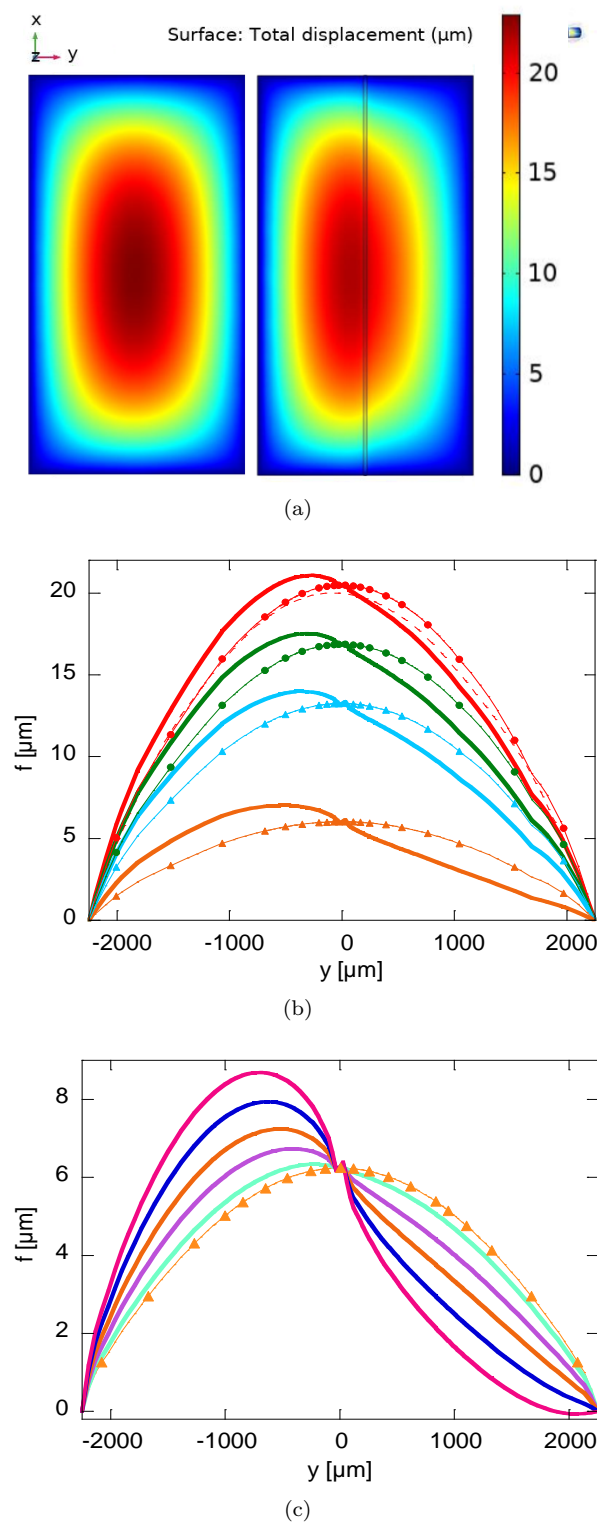 x
Surface: Total displacement (μm)
z y
20
15
10
5
0
(a)
20
15
10
5
0
f [μm]
-2000 -1000 0 1000 2000
y [μm]
(b)
8
6
4
2
0
f [μm]
-2000 -1000 0 1000 2000
y [μm]
(c)